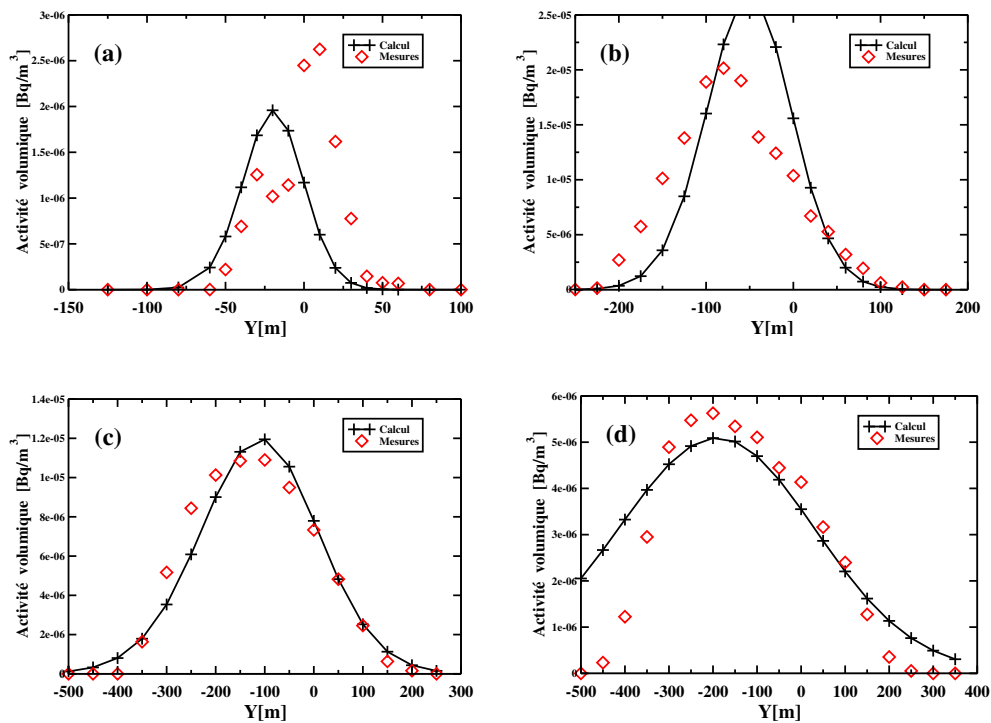 (a)
Calcul
Mesures
Activité volumique [Bq/m³]
3e-06
2.5e-06
2e-06
1.5e-06
1e-06
5e-07
0
-150
-100
-50
0
50
100
Y[m]
(b)
Calcul
Mesures
Activité volumique [Bq/m³]
2.5e-05
2e-05
1.5e-05
1e-05
5e-06
0
-200
-100
0
100
200
Y[m]
(c)
Calcul
Mesures
Activité volumique [Bq/m³]
1.4e-05
1.2e-05
1e-05
8e-06
6e-06
4e-06
2e-06
0
-500
-400
-300
-200
-100
0
100
200
300
Y[m]
(d)
Calcul
Mesures
Activité volumique [Bq/m³]
6e-06
5e-06
4e-06
3e-06
2e-06
1e-06
0
-500
-400
-300
-200
-100
0
100
200
300
400
Y[m]